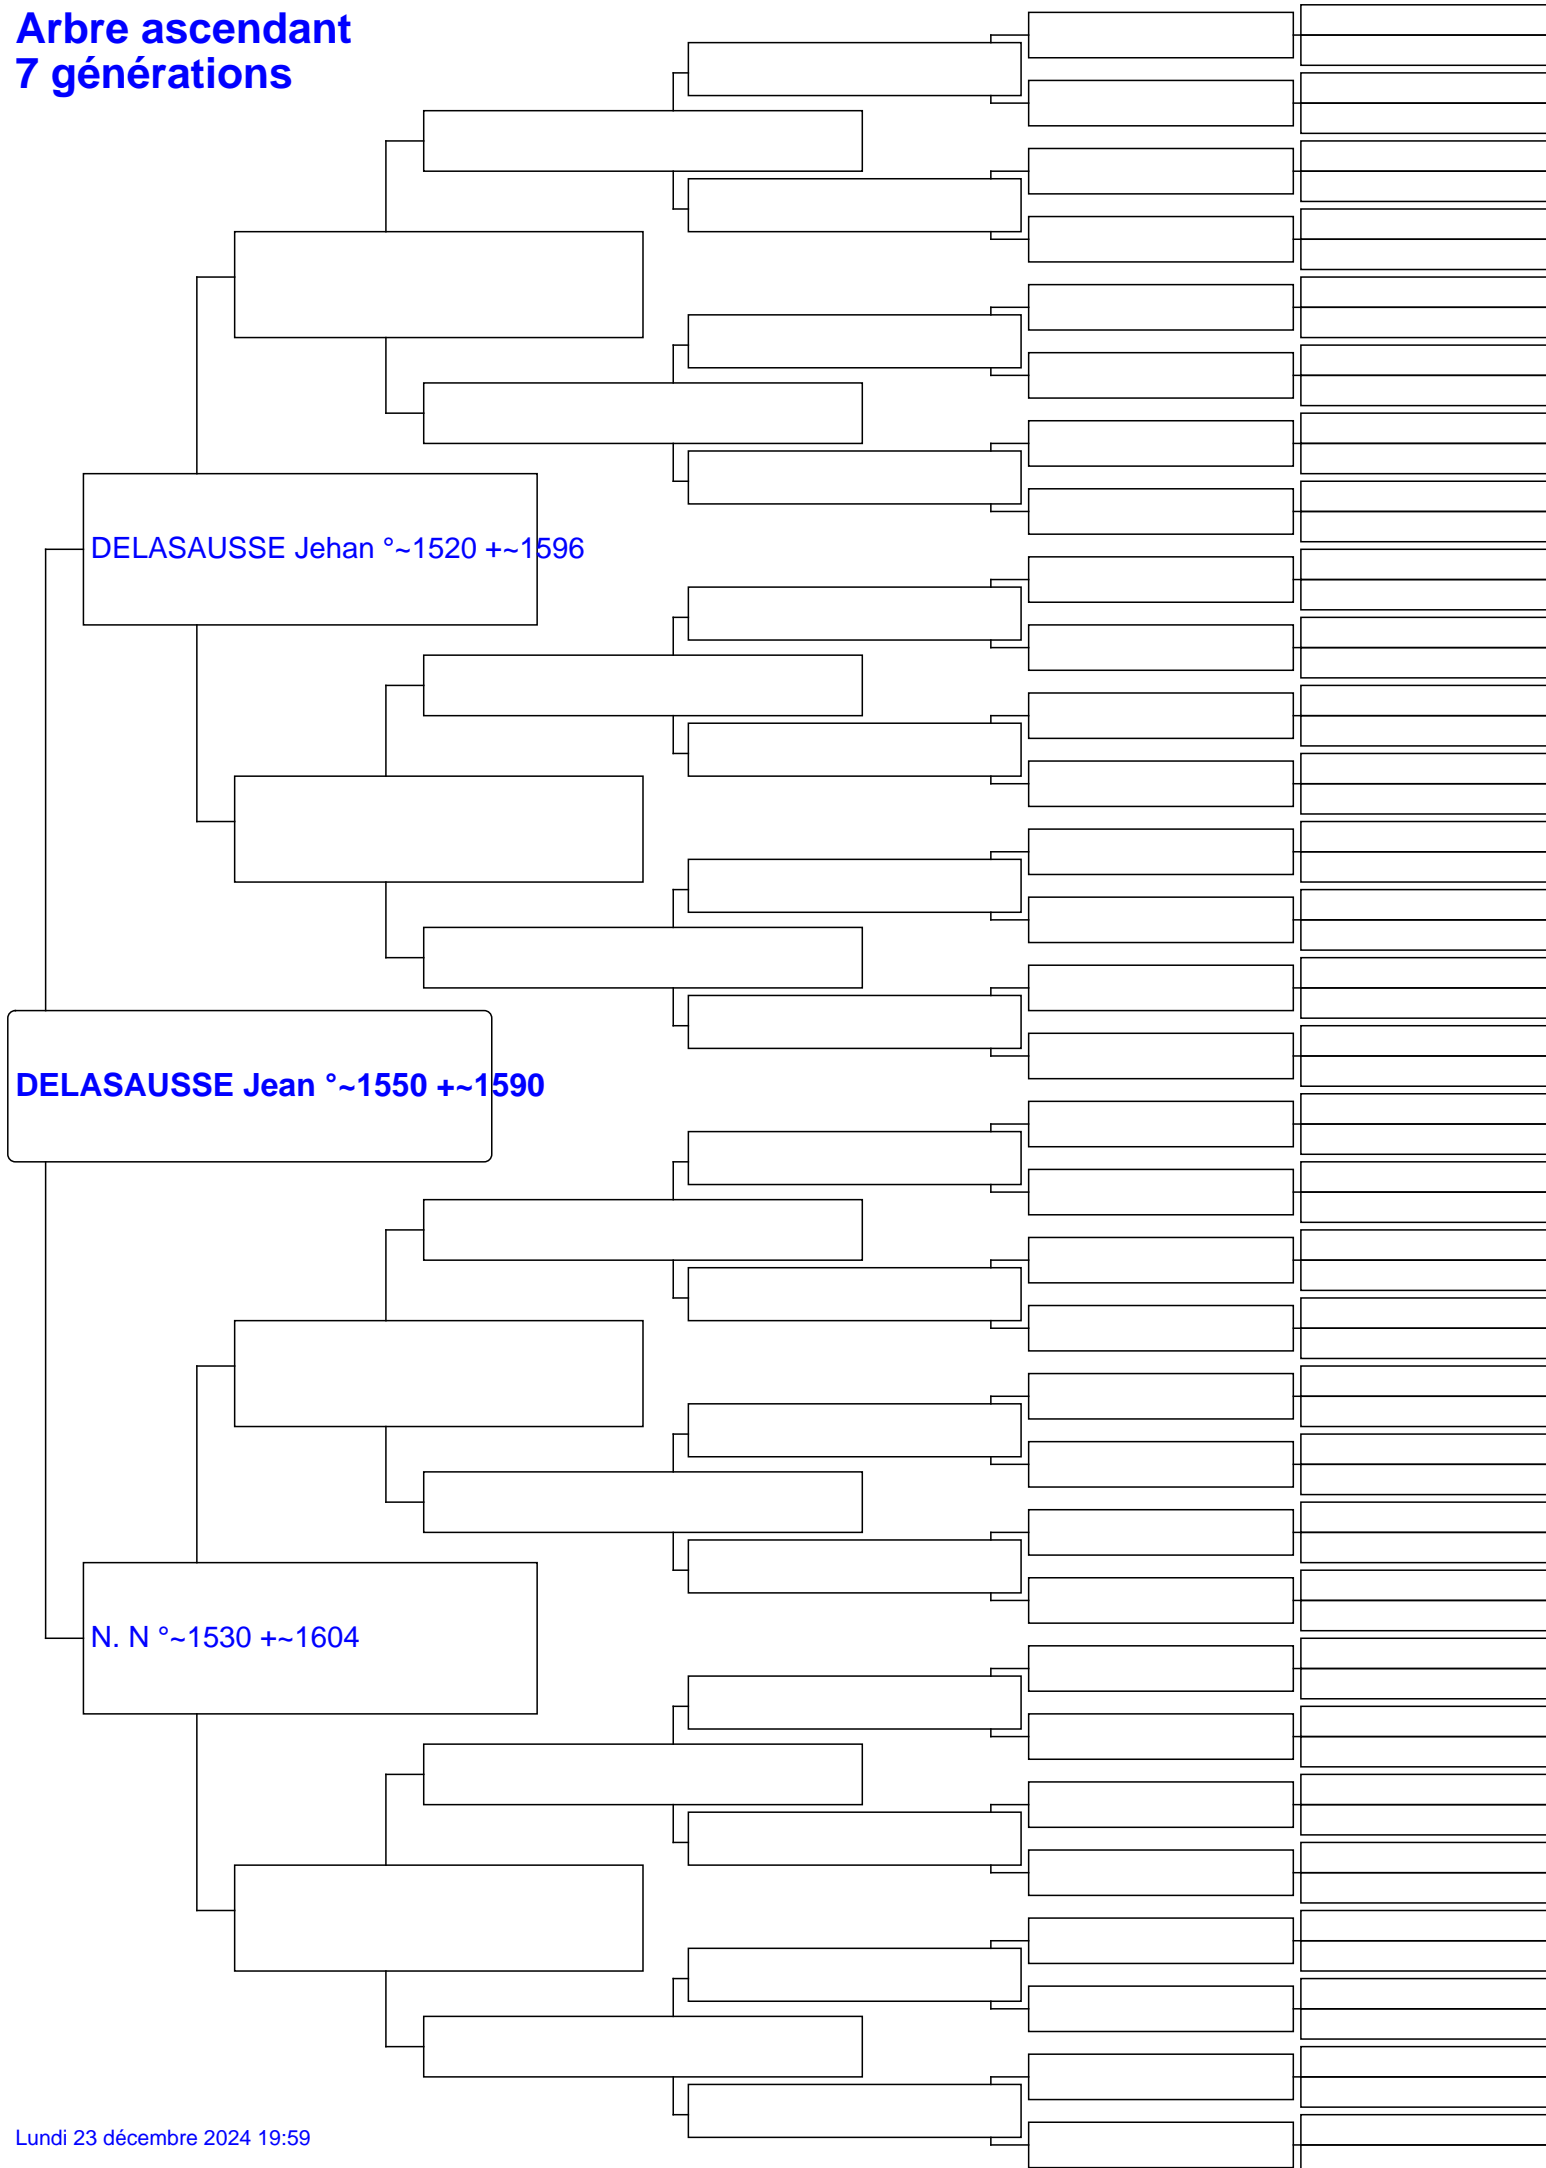 Arbre ascendant
7 générations
DELASAUSSE Jehan °~1520 +~1596
DELASAUSSE Jean °~1550 +~1590
N. N °~1530 +~1604
Lundi 23 décembre 2024 19:59